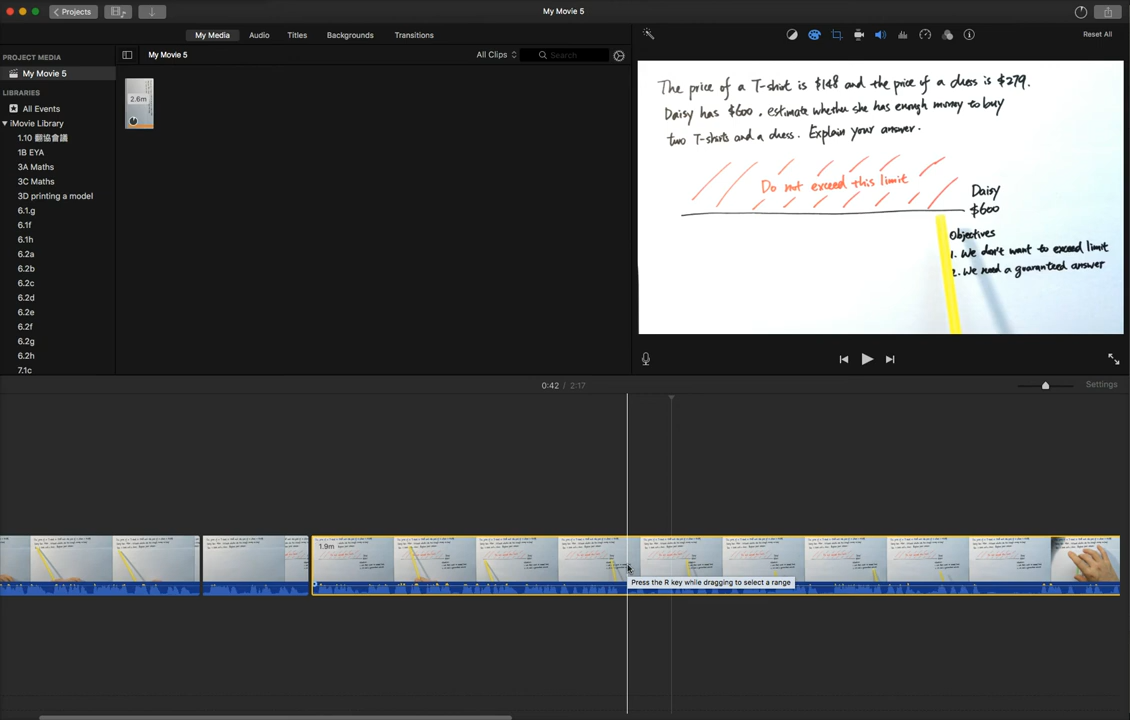 Projects
My Movie 5
My Media
Audio
Titles
Backgrounds
Transitions
Reset All
PROJECT MEDIA
My Movie 5
LIBRARIES
All Events
iMovie Library
1.10 翻協會議
1B EYA
3A Maths
3C Maths
3D printing a model
6.1.g
6.1f
6.1h
6.2a
6.2b
6.2c
6.2d
6.2e
6.2f
6.2g
6.2h
7.1c
My Movie 5
All Clips
Search
2.6m
The price of a T-shirt is $148 and the price of a dress is $279.
Daisy has $600, estimate whether she has enough money to buy
two T-shirts and a dress. Explain your answer.
Do not exceed this limit
Daisy
$600
Objectives
1. We don't want to exceed limit
2. We need a guaranteed answer
0:42 / 2:17
Settings
1.9m
Press the R key while dragging to select a range